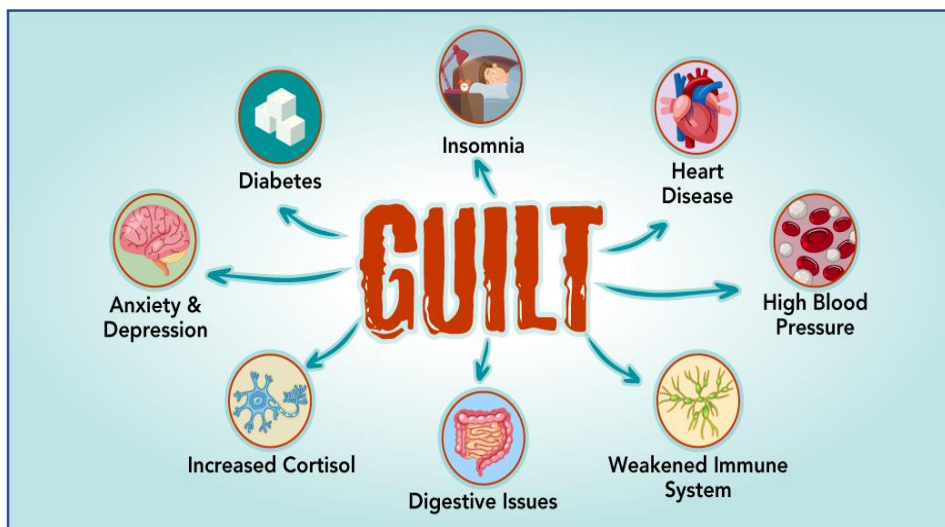 Insomnia
Diabetes
Heart
Disease
GUILT
Anxiety &
Depression
High Blood
Pressure
Increased Cortisol
Digestive Issues
Weakened Immune
System